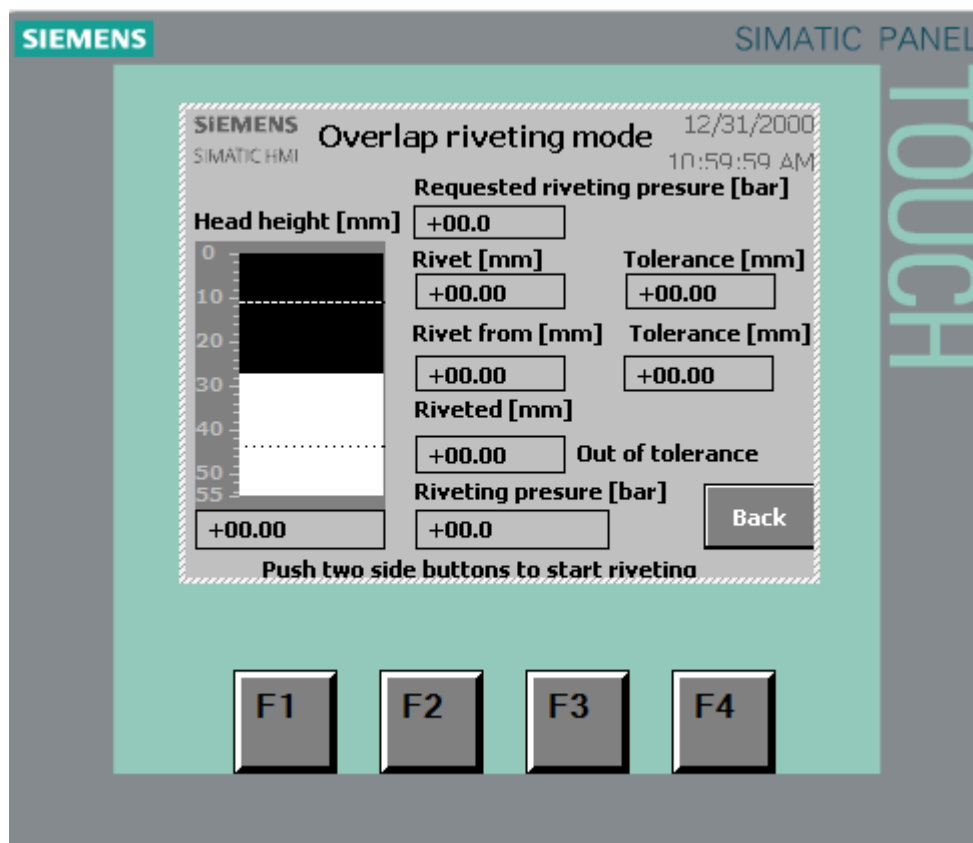 SIEMENS
SIMATIC PANEL
TOUCH
SIEMENS
SIMATIC HMI
Overlap riveting mode
12/31/2000
10:59:59 AM
Requested riveting presure [bar]
+00.0
Head height [mm]
0
10
20
30
40
50
55
+00.00
Rivet [mm] Tolerance [mm]
+00.00 +00.00
Rivet from [mm] Tolerance [mm]
+00.00 +00.00
Riveted [mm]
+00.00 Out of tolerance
Riveting presure [bar]
+00.0
Back
Push two side buttons to start riveting
F1 F2 F3 F4